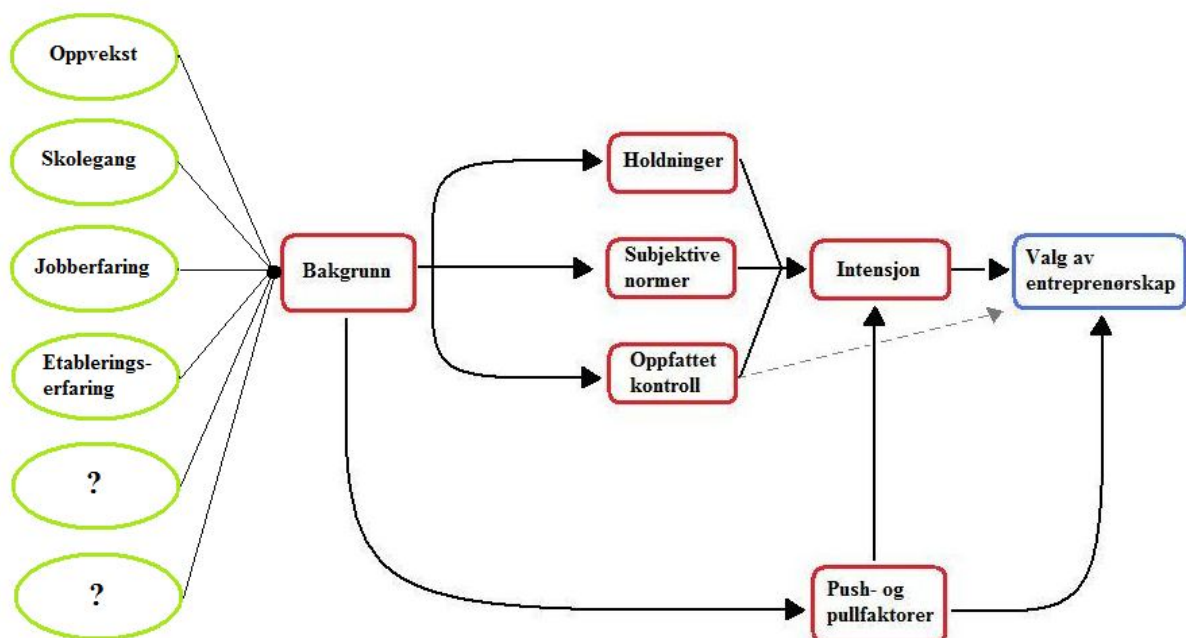 Oppvekst
Skolegang
Jobberfaring
Etablerings-
erfaring
?
?
Bakgrunn
Holdninger
Subjektive
normer
Oppfattet
kontroll
Intensjon
Valg av
entreprenørskap
Push- og
pullfaktorer